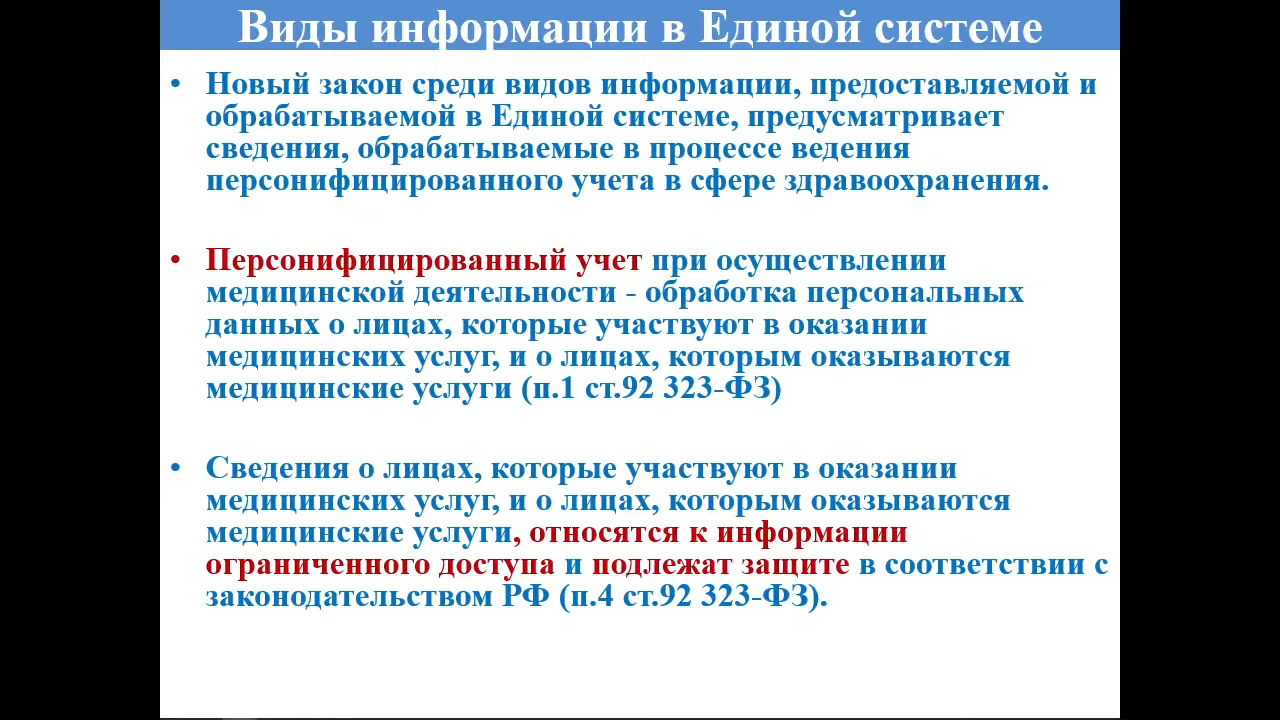 Виды информации в Единой системе
• Новый закон среди видов информации, предоставляемой и
обрабатываемой в Единой системе, предусматривает
сведения, обрабатываемые в процессе ведения
персонифицированного учета в сфере здравоохранения.
• Персонифицированный учет при осуществлении
медицинской деятельности - обработка персональных
данных о лицах, которые участвуют в оказании
медицинских услуг, и о лицах, которым оказываются
медицинские услуги (п.1 ст.92 323-ФЗ)
• Сведения о лицах, которые участвуют в оказании
медицинских услуг, и о лицах, которым оказываются
медицинские услуги, относятся к информации
ограниченного доступа и подлежат защите в соответствии с
законодательством РФ (п.4 ст.92 323-ФЗ).